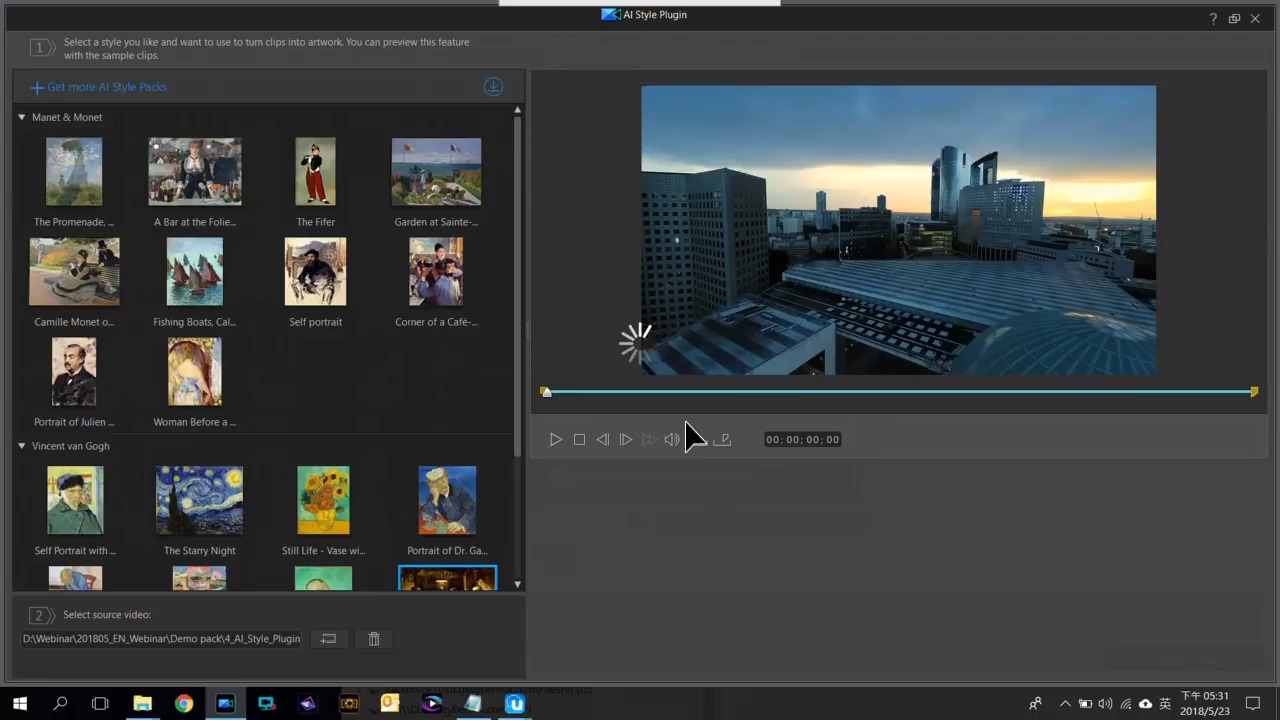 AI Style Plugin
?
1
Select a style you like and want to use to turn clips into artwork. You can preview this feature
with the sample clips.
Get more AI Style Packs
Manet & Monet
The Promenade, ...
A Bar at the Folie...
The Fifer
Garden at Sainte-...
Camille Monet o...
Fishing Boats, Cal...
Self portrait
Corner of a Café-...
Portrait of Julien ...
Woman Before a ...
Vincent van Gogh
Self Portrait with ...
The Starry Night
Still Life - Vase wi...
Portrait of Dr. Ga...
00; 00; 00; 00
2
Select source video:
D:\Webinar\201805_EN_Webinar\Demo pack\4_AI_Style_Plugin
英
下午 05:31
2018/5/23